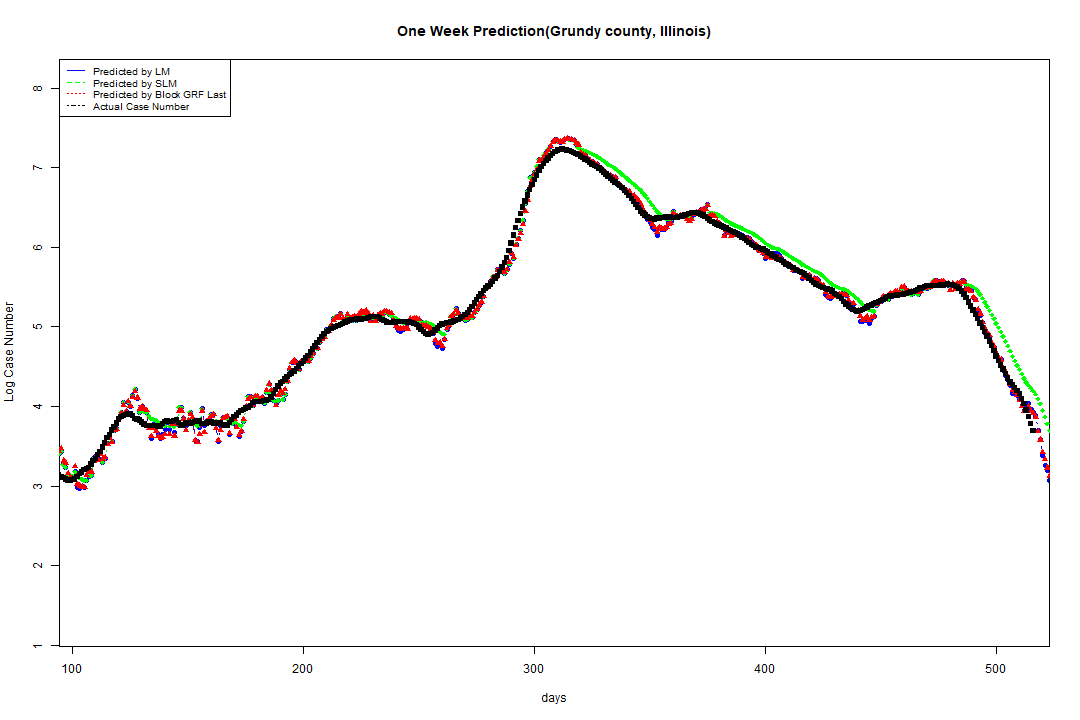 One Week Prediction(Grundy county, Illinois)
Predicted by LM
Predicted by SLM
Predicted by Block GRF Last
Actual Case Number
8
7
6
5
4
3
2
1
Log Case Number
100 200 300 400 500
days